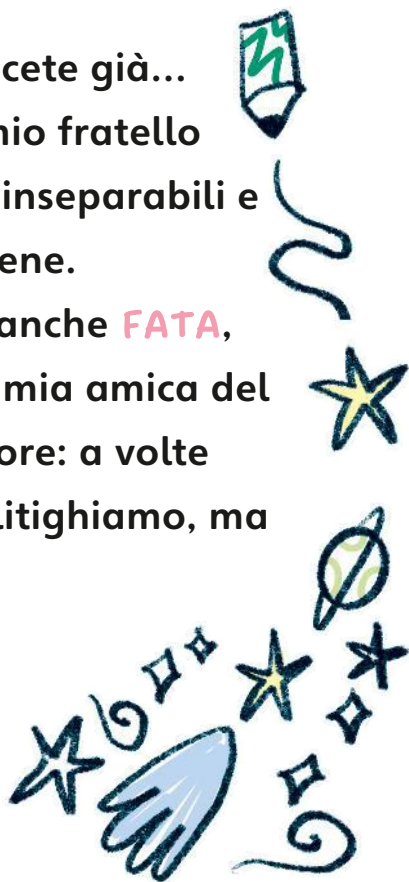 cete già...
nio fratello
inseparabili e
ene.
anche FATA,
mia amica del
ore: a volte
litighiamo, ma